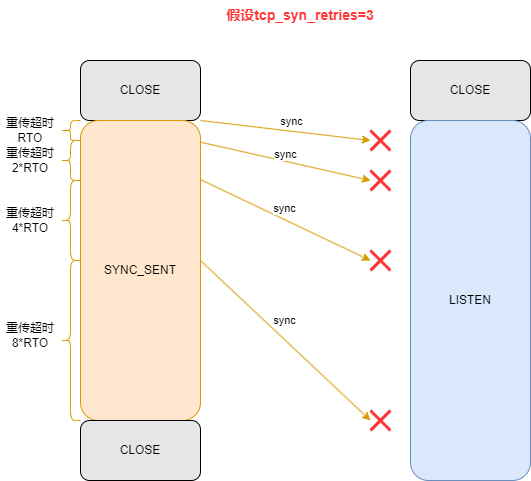 假设tcp_syn_retries=3
CLOSE
CLOSE
重传超时
RTO
sync
重传超时
2*RTO
sync
重传超时
4*RTO
sync
SYNC_SENT
LISTEN
重传超时
8*RTO
sync
CLOSE